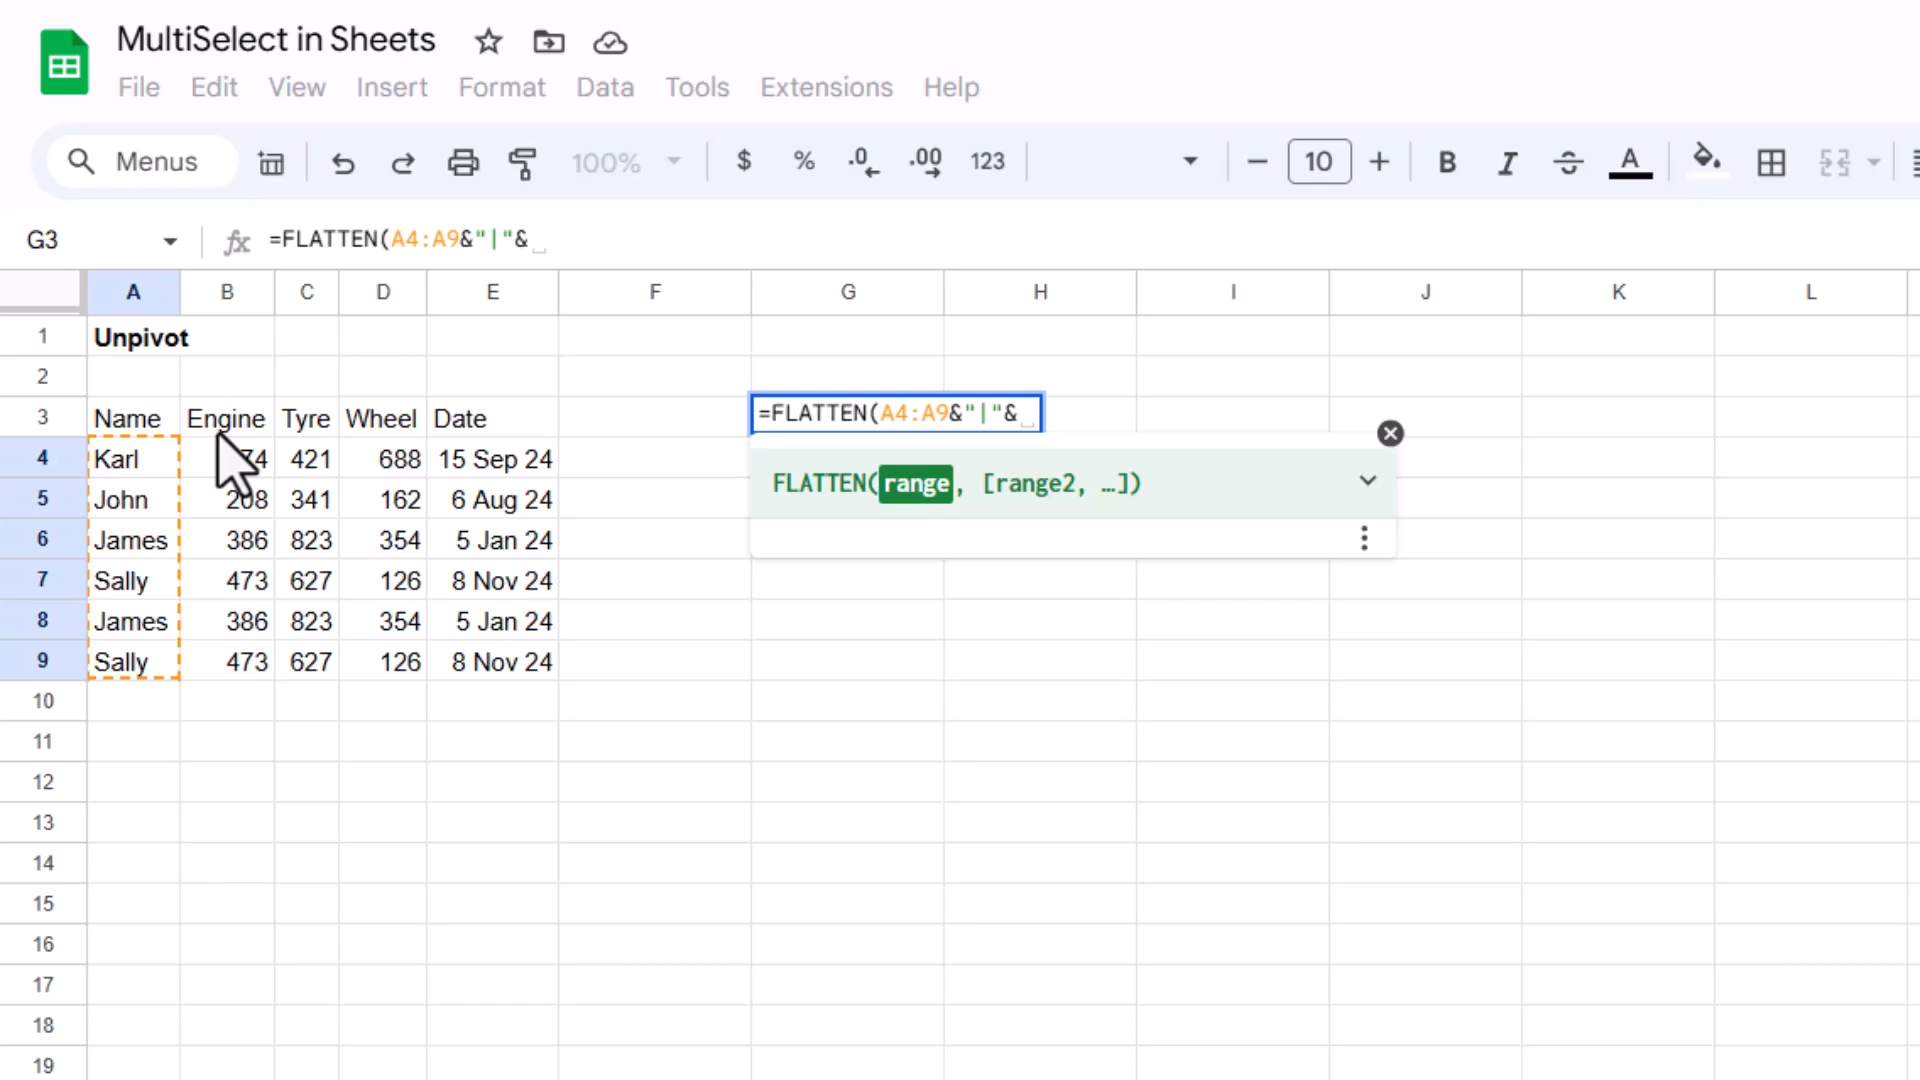 MultiSelect in Sheets
File Edit View Insert Format Data Tools Extensions Help
Menus 100% $ % .0 .00 123 10 B I A
G3 fx =FLATTEN(A4:A9&"|"&
A B C D E F G H I J K L
1 Unpivot
2
3 Name Engine Tyre Wheel Date =FLATTEN(A4:A9&"|"&
4 Karl 421 688 15 Sep 24
FLATTEN(range, [range2, …])
5 John 208 341 162 6 Aug 24
6 James 386 823 354 5 Jan 24
7 Sally 473 627 126 8 Nov 24
8 James 386 823 354 5 Jan 24
9 Sally 473 627 126 8 Nov 24
10
11
12
13
14
15
16
17
18
19